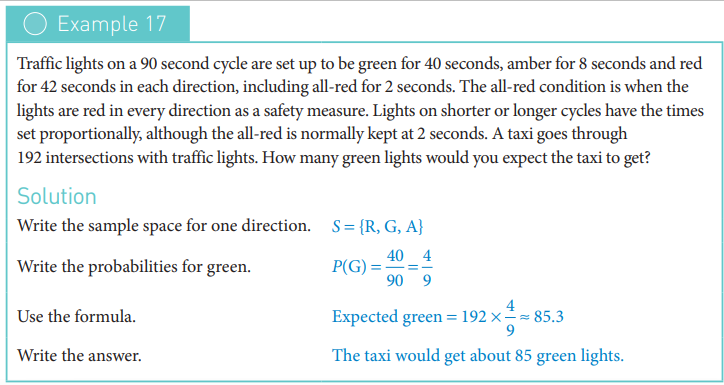 Example 17
Traffic lights on a 90 second cycle are set up to be green for 40 seconds, amber for 8 seconds and red
for 42 seconds in each direction, including all-red for 2 seconds. The all-red condition is when the
lights are red in every direction as a safety measure. Lights on shorter or longer cycles have the times
set proportionally, although the all-red is normally kept at 2 seconds. A taxi goes through
192 intersections with traffic lights. How many green lights would you expect the taxi to get?
Solution
Write the sample space for one direction. S = {R, G, A}
Write the probabilities for green. P(G) = 40/90 = 4/9
Use the formula. Expected green = 192 × 4/9 ≈ 85.3
Write the answer. The taxi would get about 85 green lights.